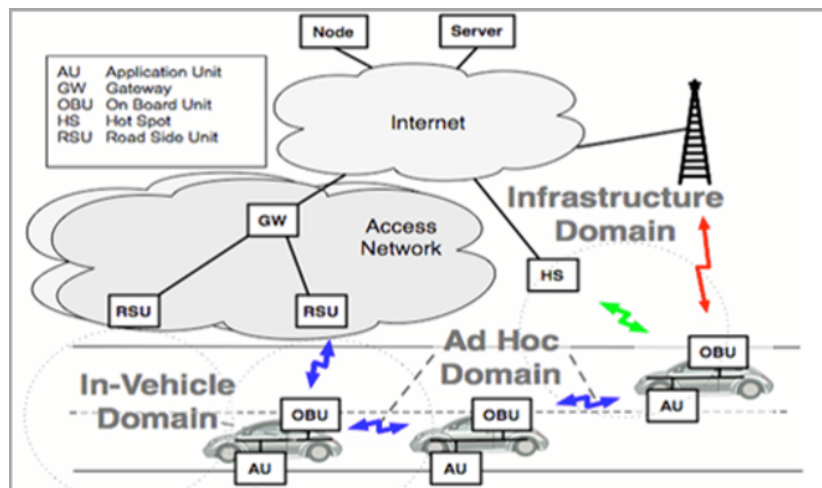 Node
Server
AU Application Unit
GW Gateway
OBU On Board Unit
HS Hot Spot
RSU Road Side Unit
Internet
Infrastructure
Domain
GW
Access
Network
HS
RSU
RSU
Ad Hoc
Domain
OBU
In-Vehicle
Domain
AU
OBU
OBU
AU
AU